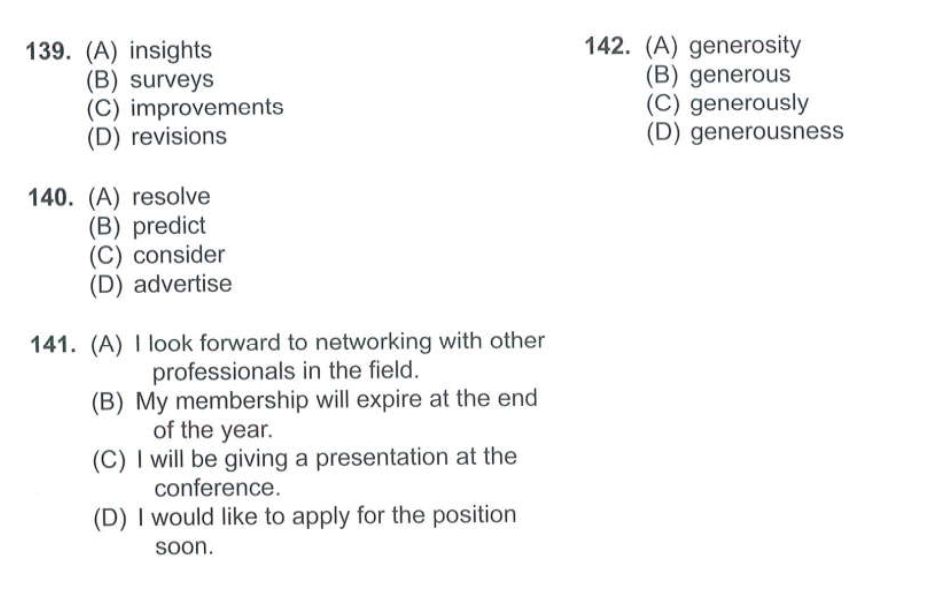 139. (A) insights
(B) surveys
(C) improvements
(D) revisions
140. (A) resolve
(B) predict
(C) consider
(D) advertise
141. (A) I look forward to networking with other
professionals in the field.
(B) My membership will expire at the end
of the year.
(C) I will be giving a presentation at the
conference.
(D) I would like to apply for the position
soon.
142. (A) generosity
(B) generous
(C) generously
(D) generousness